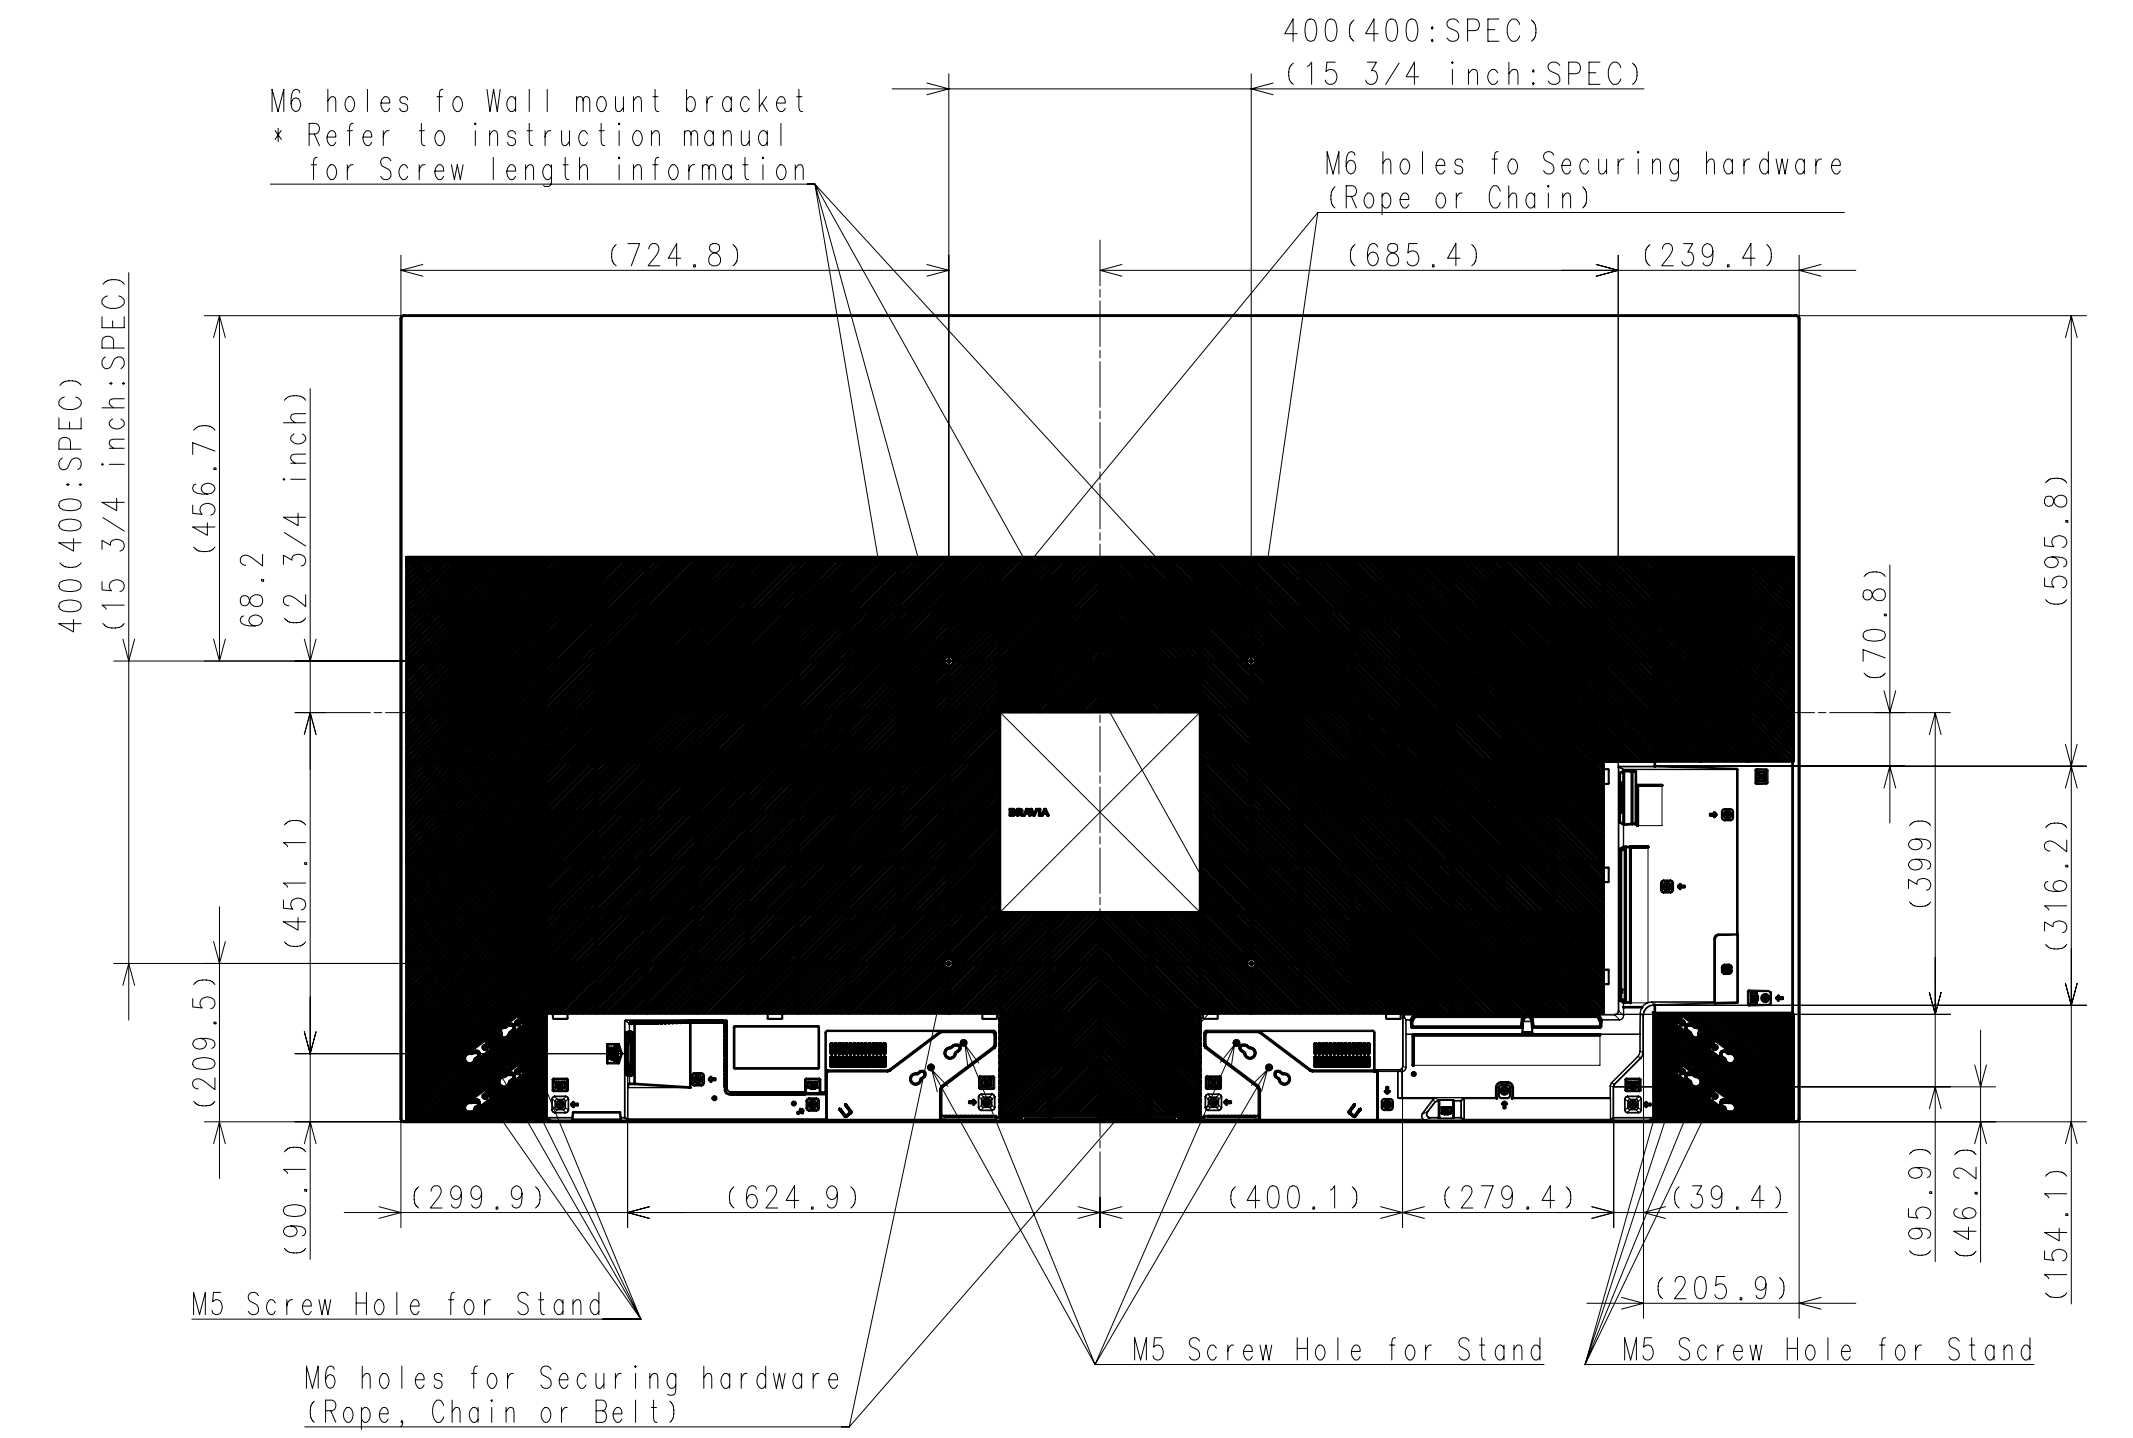 400(400:SPEC)
(15 3/4 inch:SPEC)
M6 holes fo Wall mount bracket
* Refer to instruction manual
for Screw length information
M6 holes fo Securing hardware
(Rope or Chain)
(724.8)
(685.4)
(239.4)
400(400:SPEC)
(15 3/4 inch:SPEC)
(456.7)
68.2
(2 3/4 inch)
(595.8)
(70.8)
BRAVIA
(451.1)
(399)
(316.2)
(209.5)
(90.1)
(299.9)
(624.9)
(400.1)
(279.4)
(39.4)
(95.9)
(46.2)
(154.1)
(205.9)
M5 Screw Hole for Stand
M5 Screw Hole for Stand
M5 Screw Hole for Stand
M6 holes for Securing hardware
(Rope, Chain or Belt)